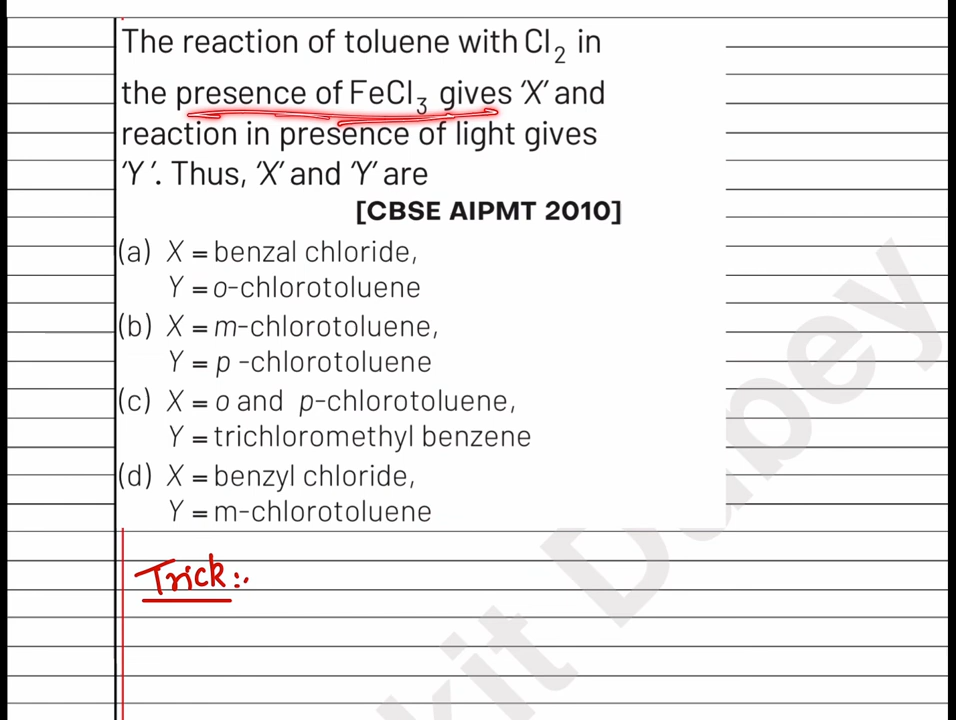 The reaction of toluene with Cl₂ in
the presence of FeCl₃ gives ‘X’ and
reaction in presence of light gives
‘Y ’. Thus, ‘X’ and ‘Y’ are
[CBSE AIPMT 2010]
(a) X = benzal chloride,
Y = o-chlorotoluene
(b) X = m-chlorotoluene,
Y = p -chlorotoluene
(c) X = o and p-chlorotoluene,
Y = trichloromethyl benzene
(d) X = benzyl chloride,
Y = m-chlorotoluene
Trick:.
kit Dubey